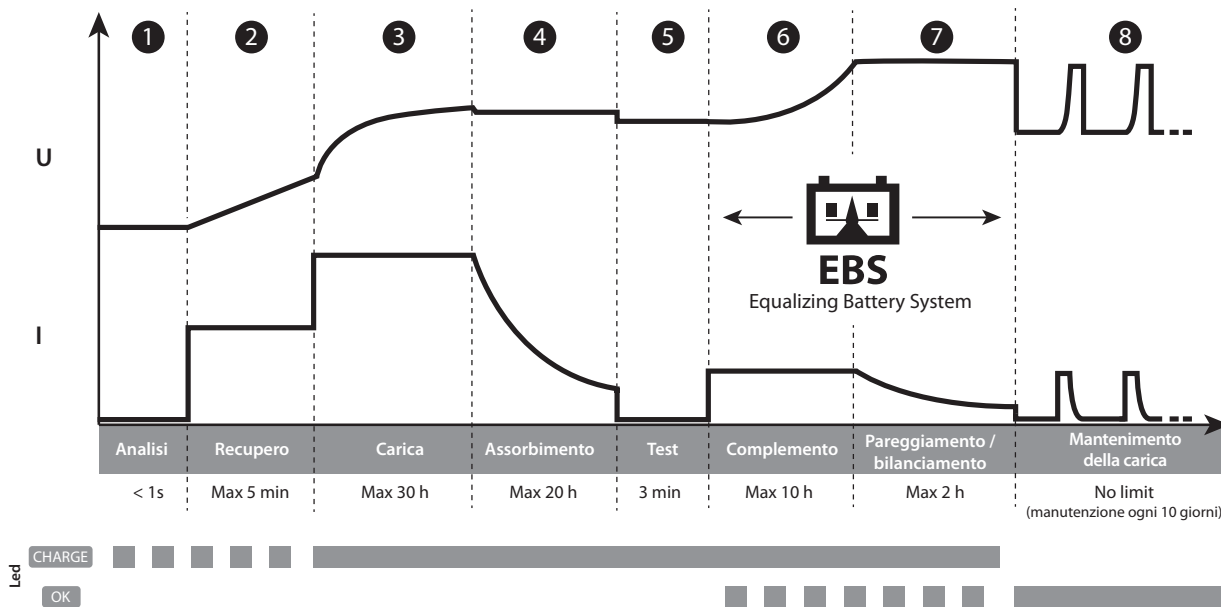 1 2 3 4 5 6 7 8
U
EBS
Equalizing Battery System
I
Analisi Recupero Carica Assorbimento Test Complemento Pareggiamento / bilanciamento Mantenimento della carica
< 1s Max 5 min Max 30 h Max 20 h 3 min Max 10 h Max 2 h No limit
(manutenzione ogni 10 giorni)
Led
CHARGE
OK